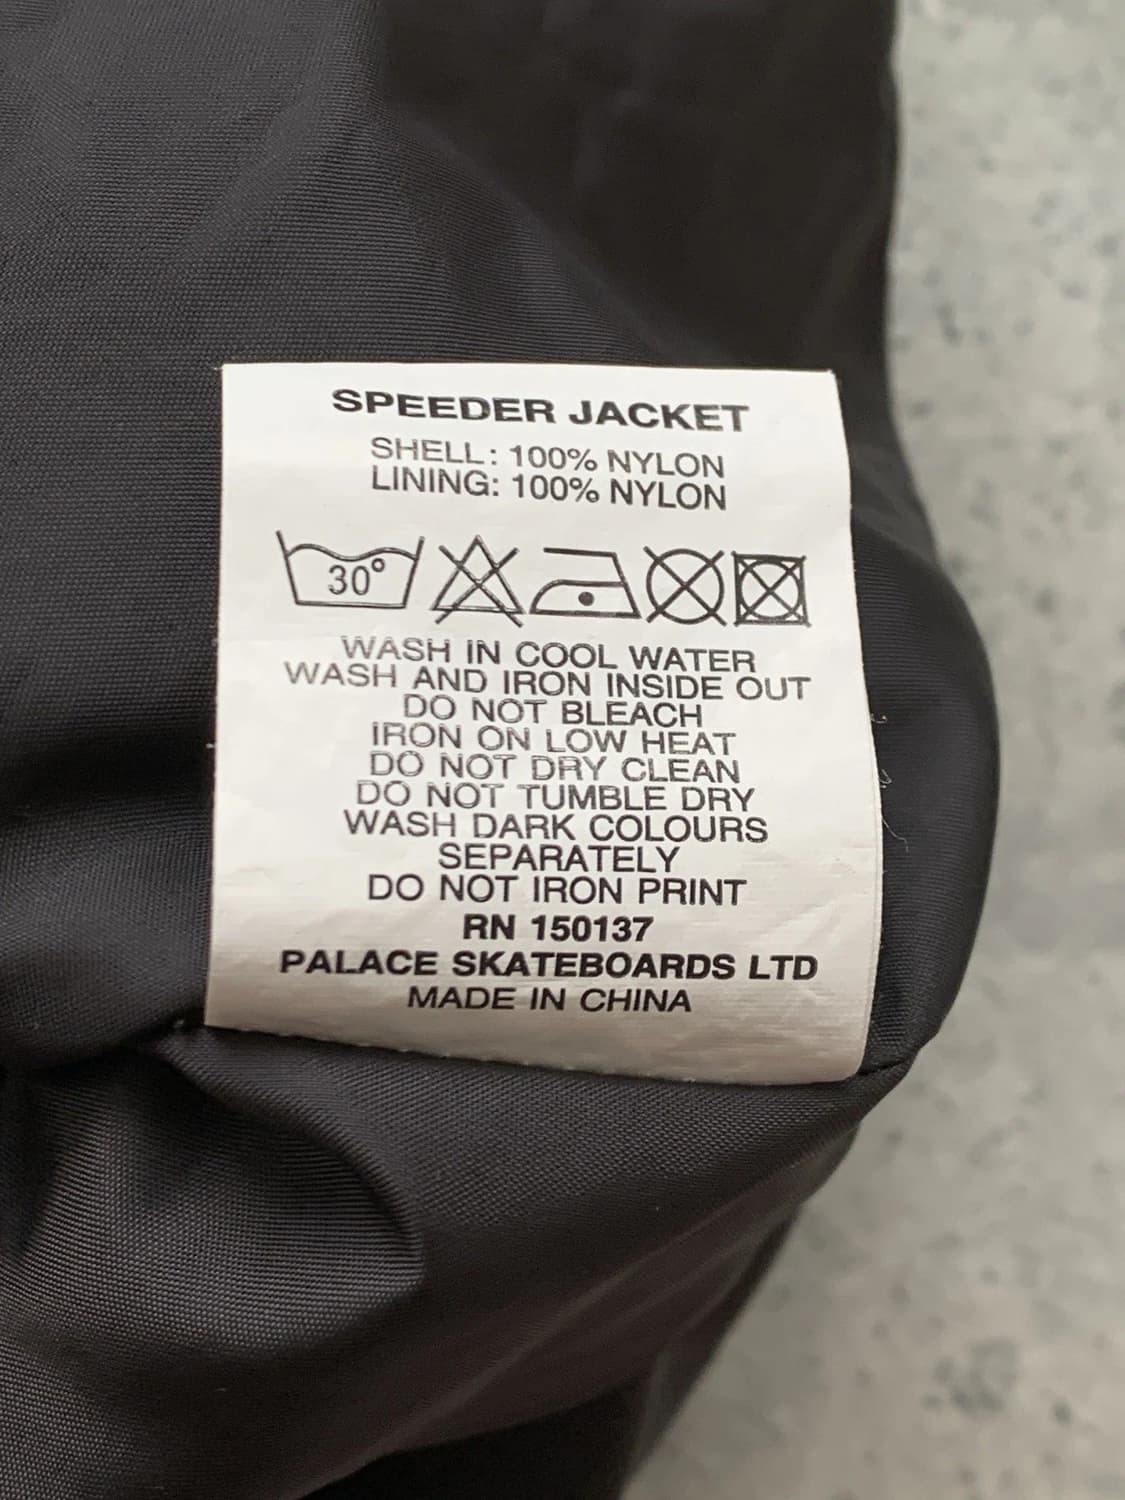 SPEEDER JACKET
SHELL: 100% NYLON
LINING: 100% NYLON
30°
WASH IN COOL WATER
WASH AND IRON INSIDE OUT
DO NOT BLEACH
IRON ON LOW HEAT
DO NOT DRY CLEAN
DO NOT TUMBLE DRY
WASH DARK COLOURS
SEPARATELY
DO NOT IRON PRINT
RN 150137
PALACE SKATEBOARDS LTD
MADE IN CHINA